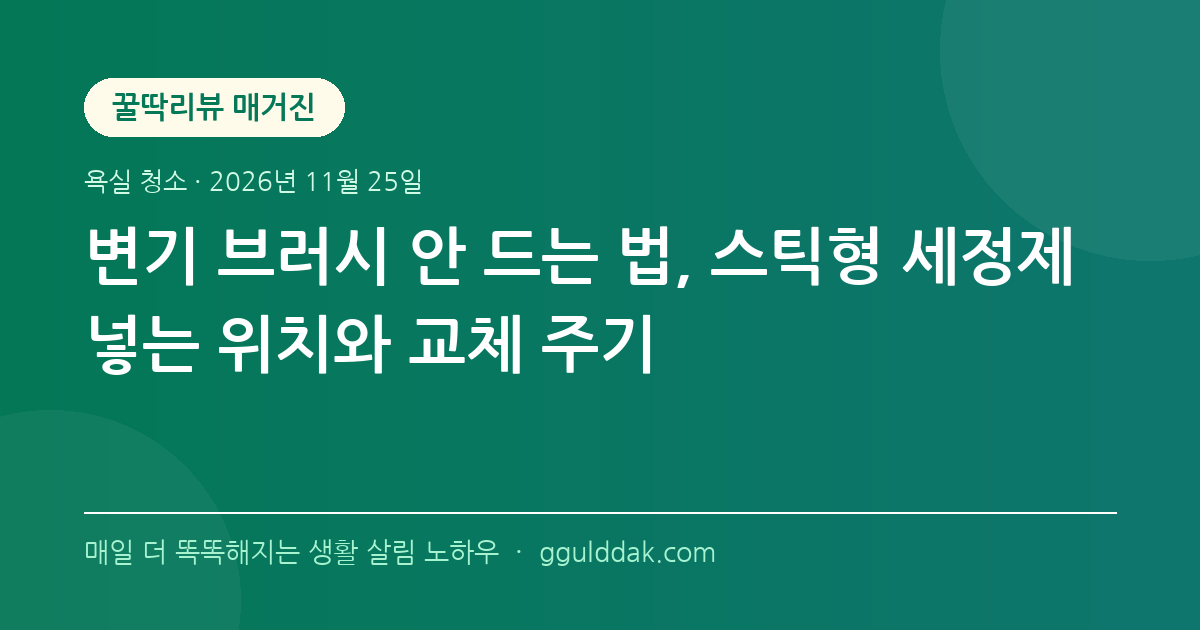 꿀딱리뷰 매거진
욕실 청소 · 2026년 11월 25일
변기 브러시 안 드는 법, 스틱형 세정제
넣는 위치와 교체 주기
매일 더 똑똑해지는 생활 살림 노하우 · ggulddak.com